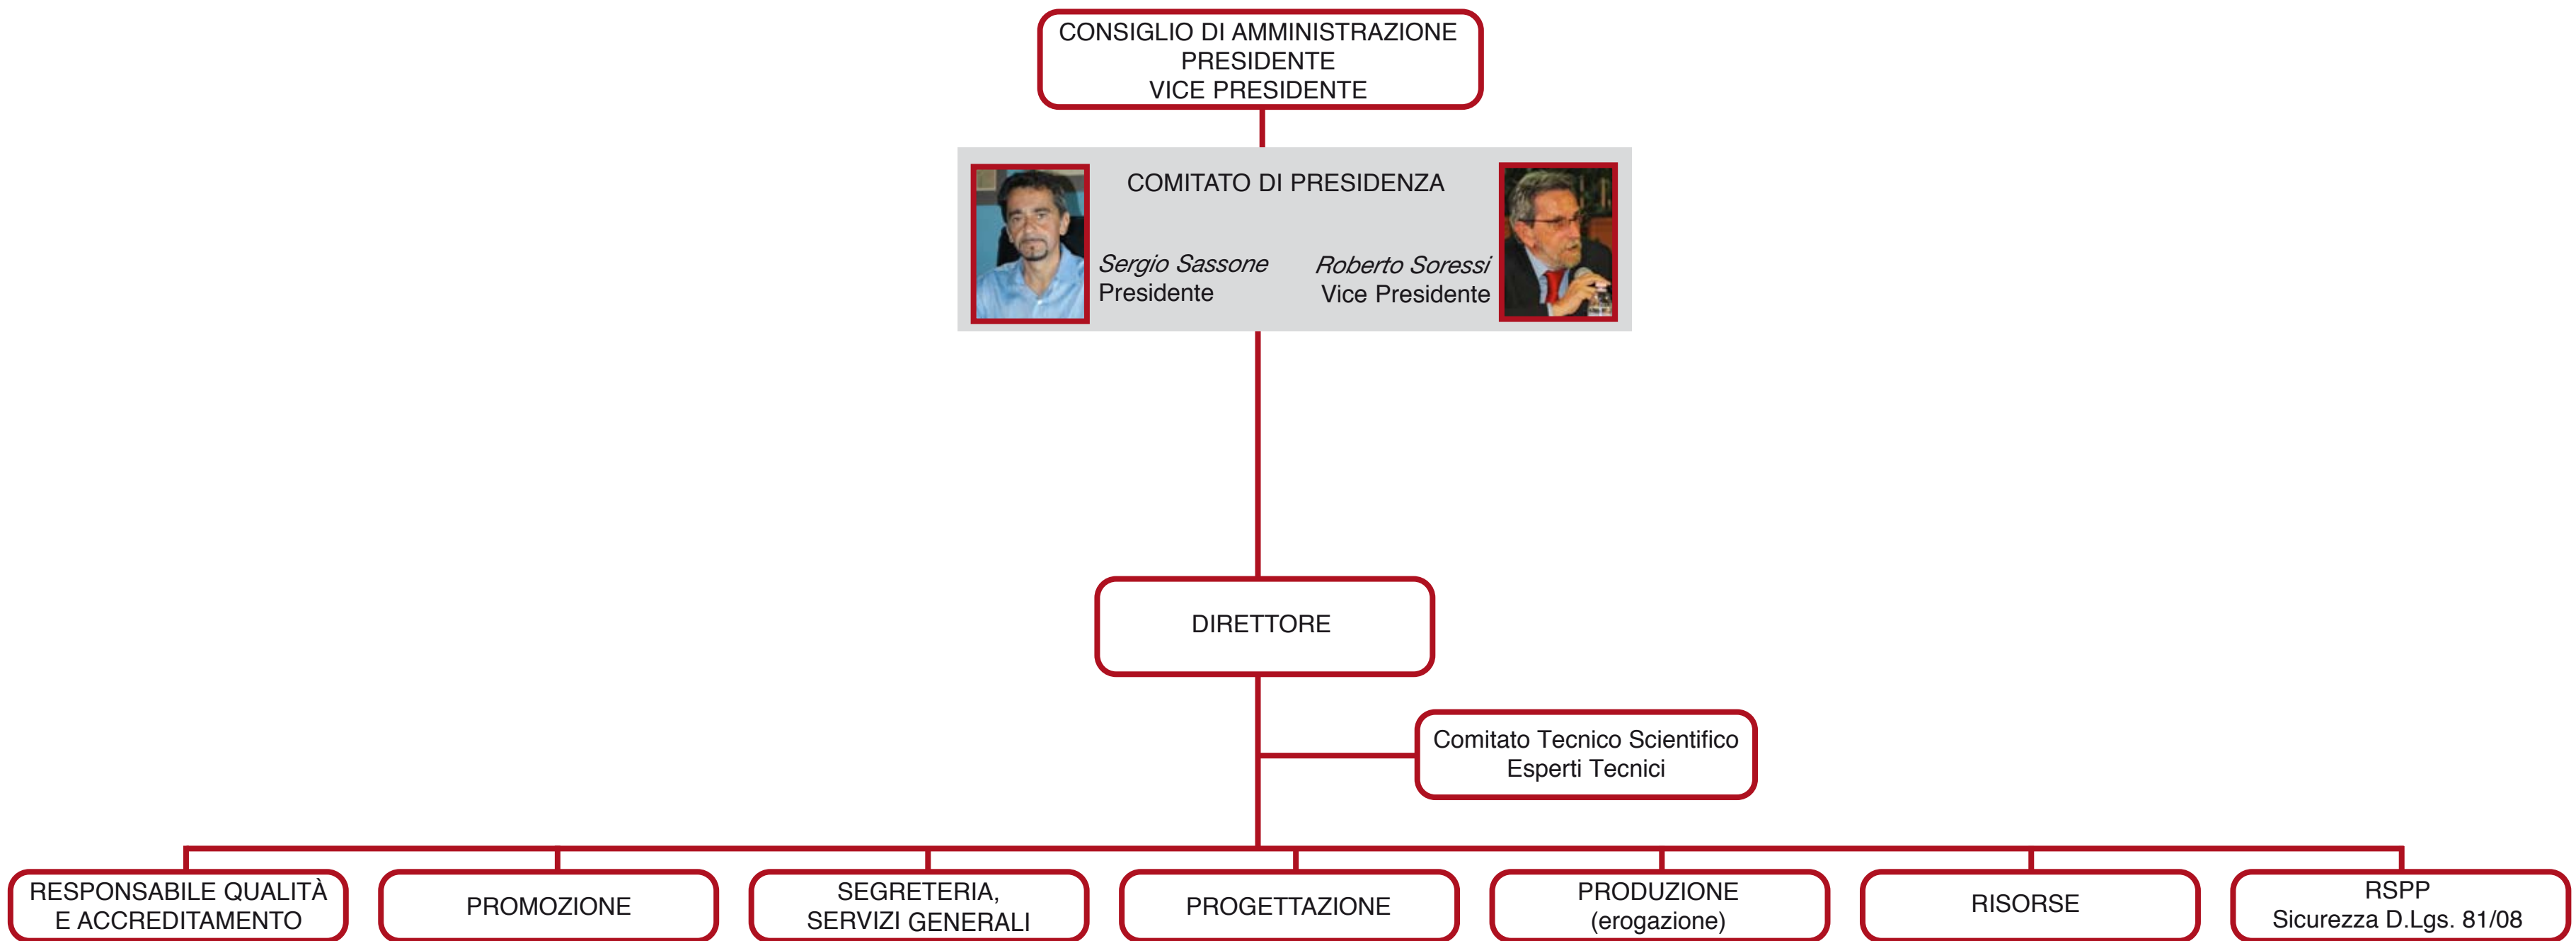 CONSIGLIO DI AMMINISTRAZIONE
PRESIDENTE
VICE PRESIDENTE
COMITATO DI PRESIDENZA
Sergio Sassone
Presidente
Roberto Soressi
Vice Presidente
DIRETTORE
Comitato Tecnico Scientifico
Esperti Tecnici
RESPONSABILE QUALITÀ
E ACCREDITAMENTO
PROMOZIONE
SEGRETERIA,
SERVIZI GENERALI
PROGETTAZIONE
PRODUZIONE
(erogazione)
RISORSE
RSPP
Sicurezza D.Lgs. 81/08